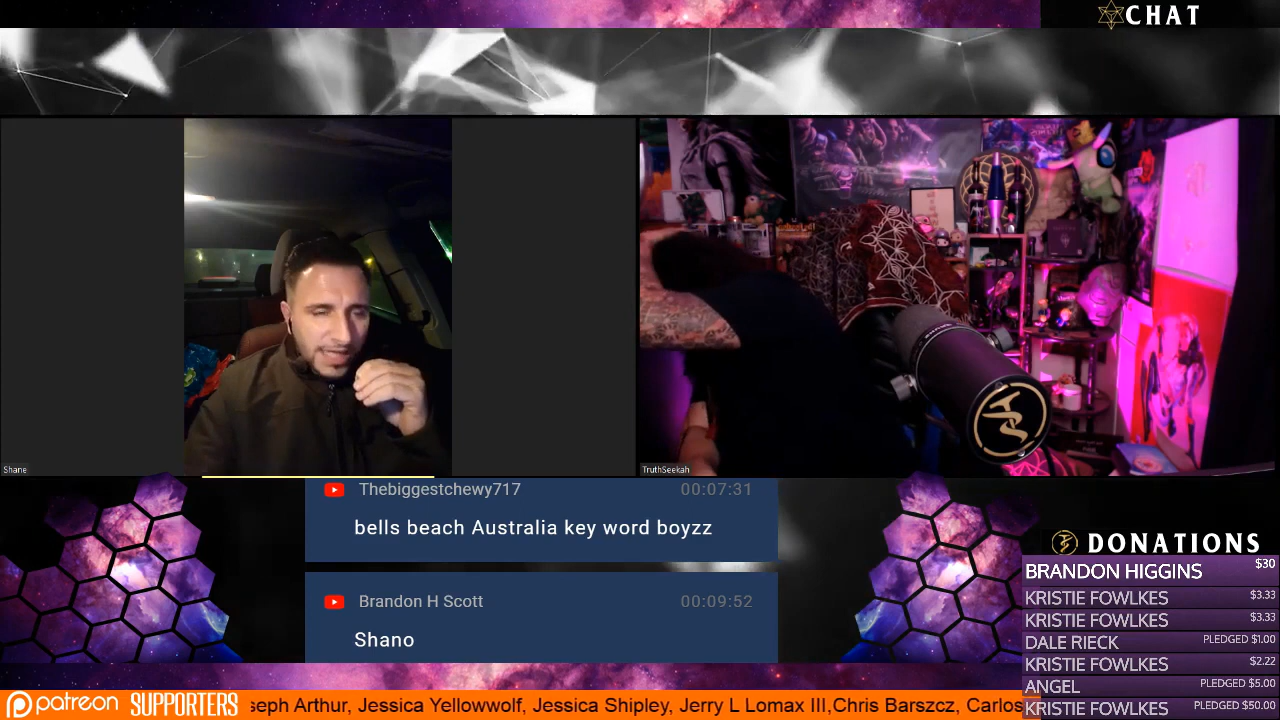 CHAT
Shane
TruthSeekah
Thebiggestchewy717 00:07:31
bells beach Australia key word boyzz
Brandon H Scott 00:09:52
Shano
DONATIONS
BRANDON HIGGINS $30
KRISTIE FOWLKES $3.33
KRISTIE FOWLKES $3.33
DALE RIECK PLEDGED $1.00
KRISTIE FOWLKES $2.22
ANGEL PLEDGED $5.00
KRISTIE FOWLKES PLEDGED $50.00
patreon SUPPORTERS seph Arthur, Jessica Yellowwolf, Jessica Shipley, Jerry L Lomax III,Chris Barszcz, Carlos